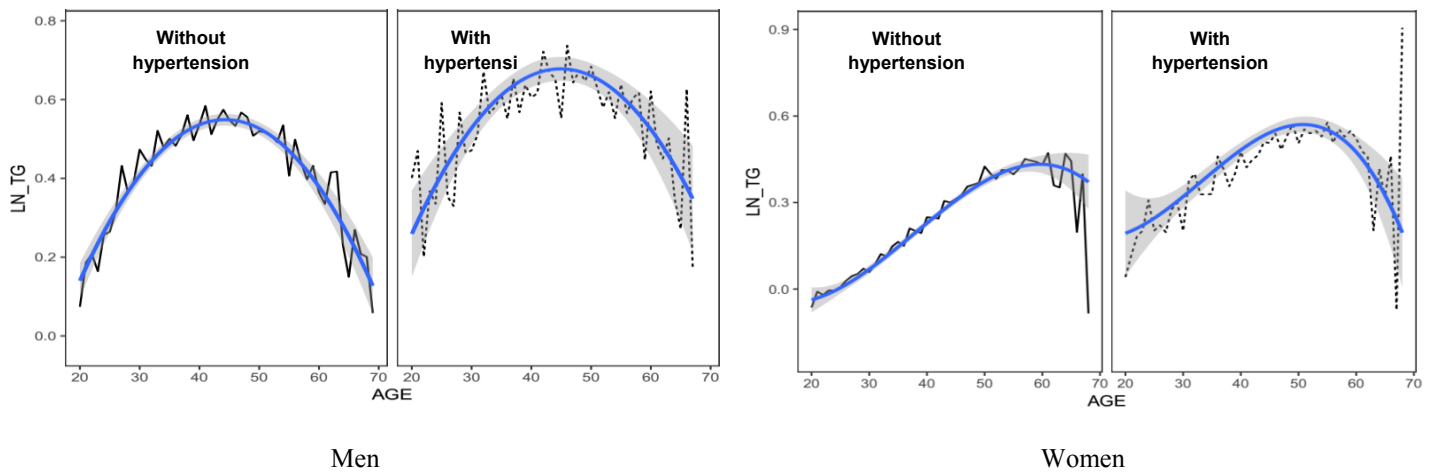 Without
hypertension
With
hypertensi
LN_TG
0.8
0.6
0.4
0.2
0.0
20 30 40 50 60 70
20 30 40 50 60 70
AGE
Men
Without
hypertension
With
hypertension
LN_TG
0.9
0.6
0.3
0.0
20 30 40 50 60 70
20 30 40 50 60 70
AGE
Women